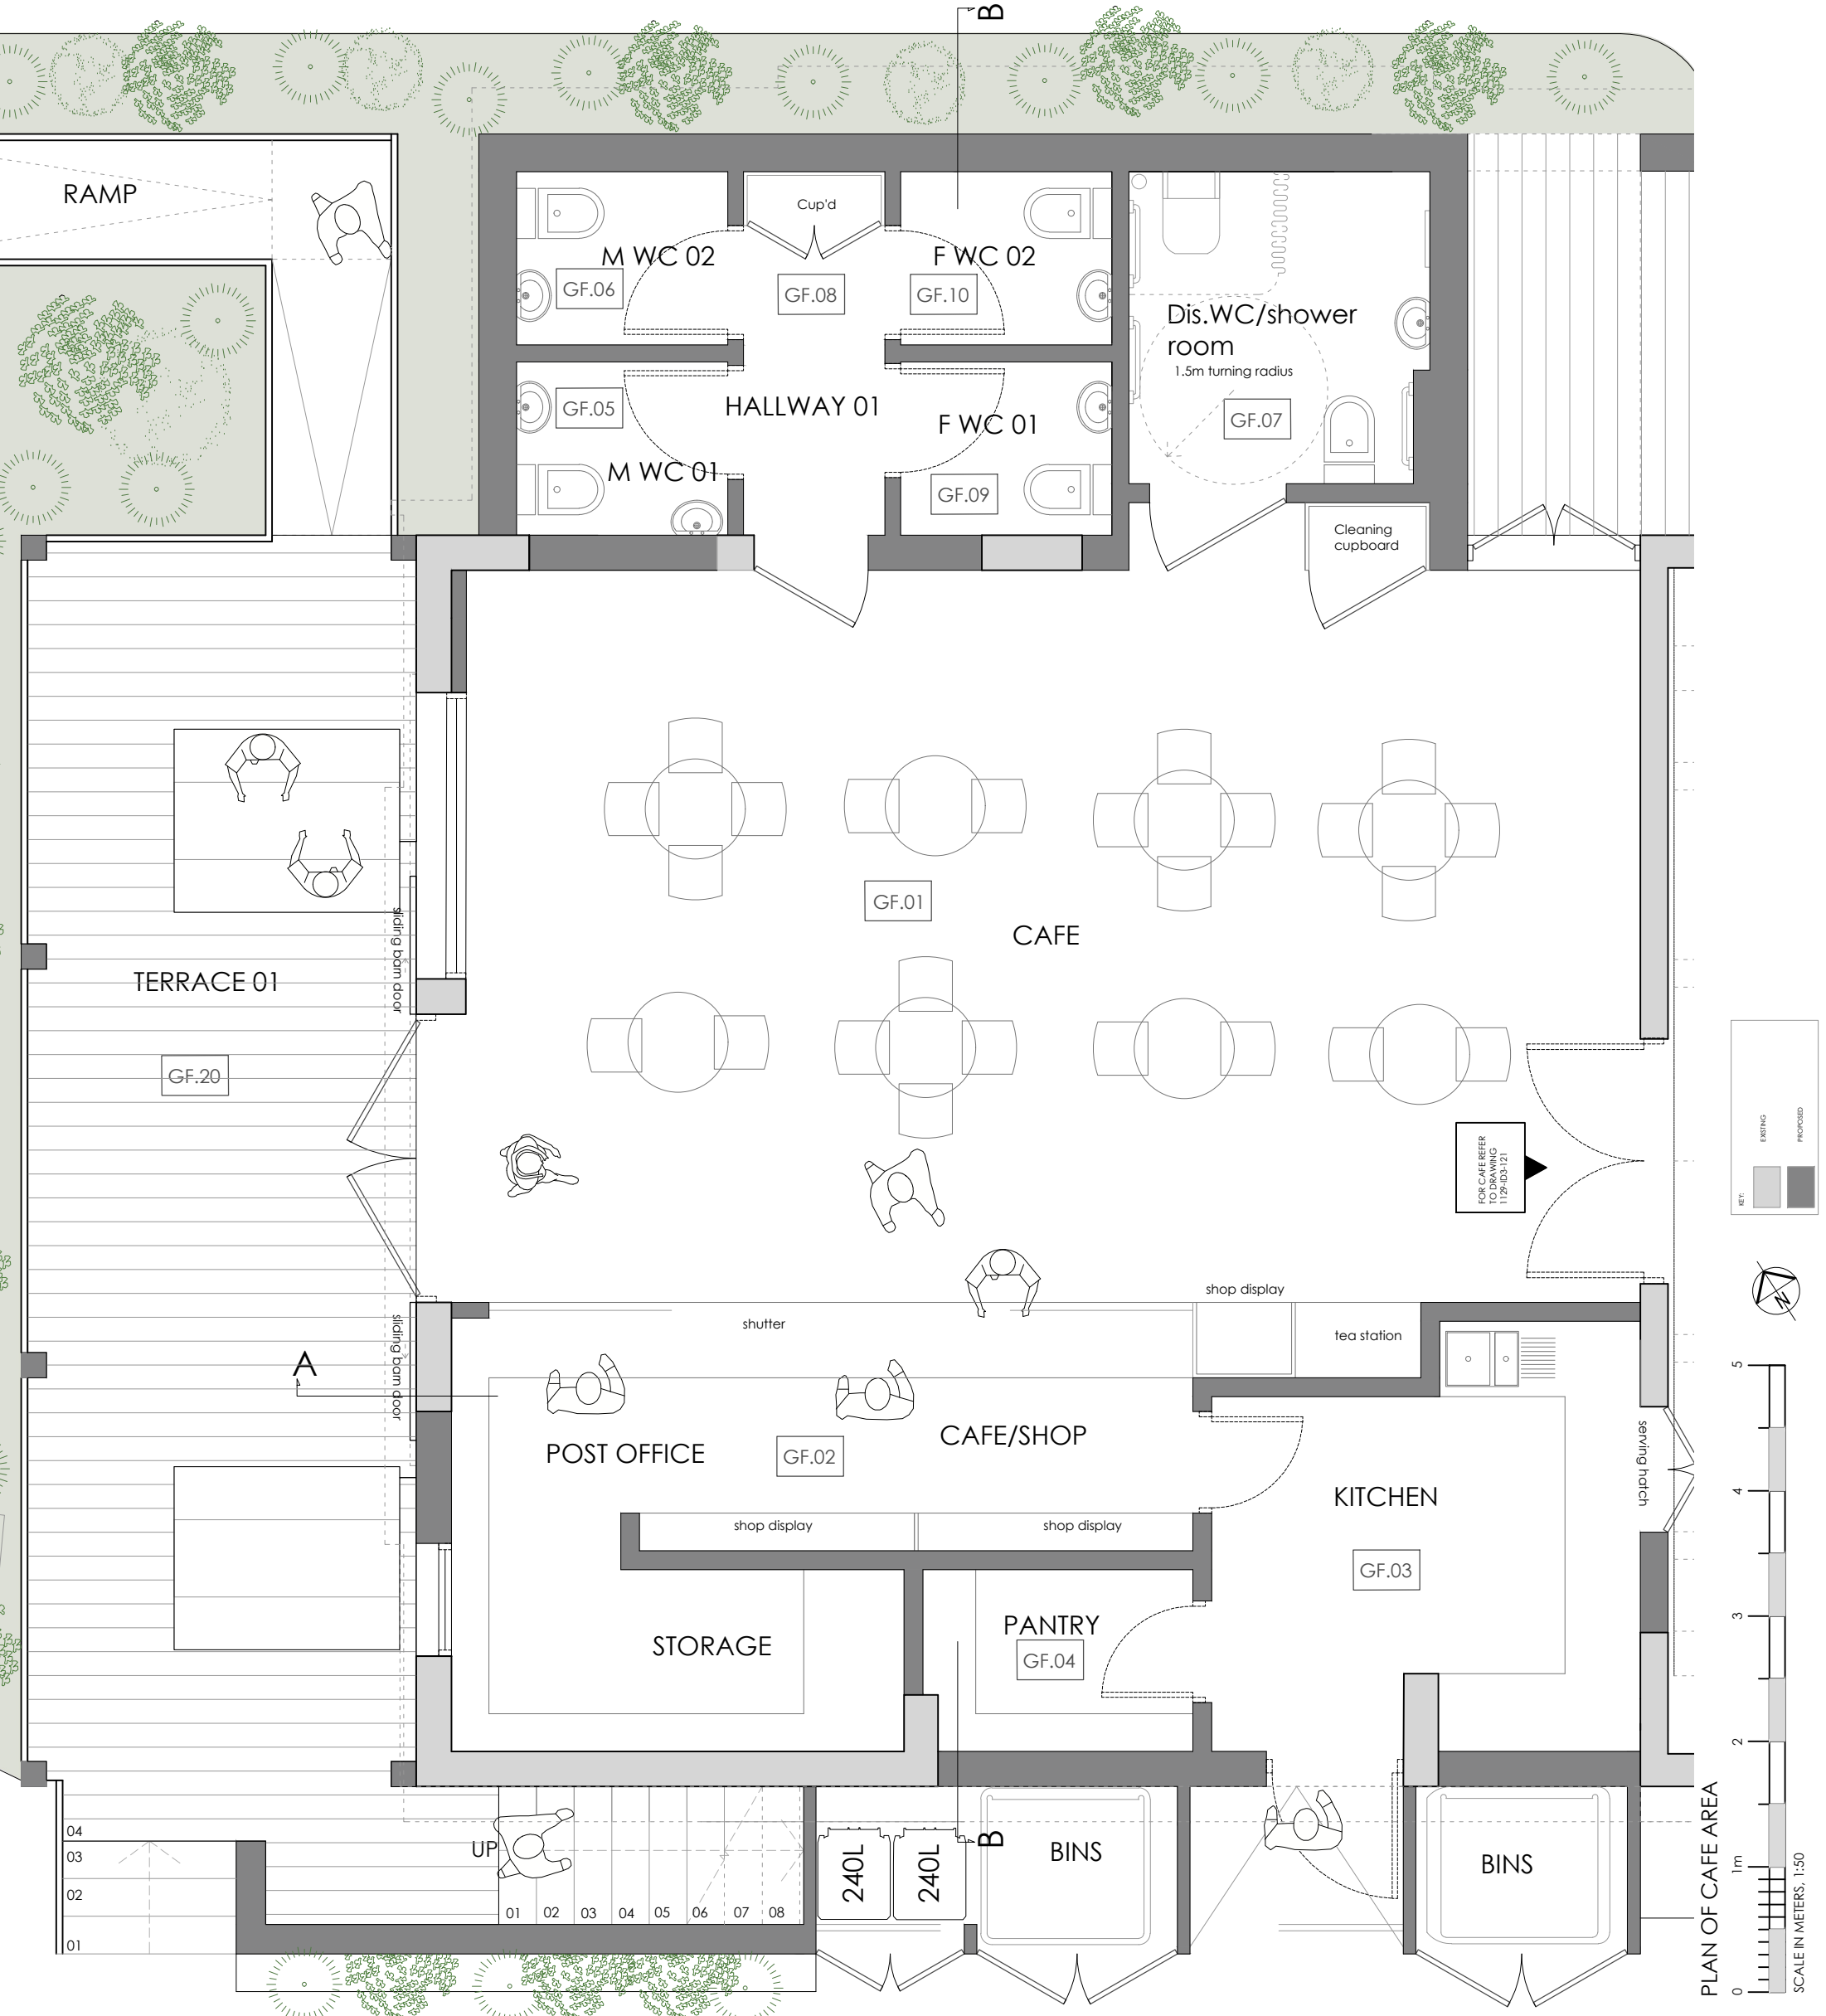 B
RAMP
Cup'd
M WC 02
F WC 02
GF.06
GF.08
GF.10
Dis.WC/shower
room
1.5m turning radius
GF.05
HALLWAY 01
GF.07
F WC 01
M WC 01
GF.09
Cleaning
cupboard
GF.01
CAFE
sliding barn door
TERRACE 01
GF.20
FOR CAFE REFER
TO DRAWING
1129-ID3-121
KEY:
EXISTING
PROPOSED
N
shop display
shutter
tea station
sliding barn door
A
POST OFFICE
GF.02
CAFE/SHOP
KITCHEN
serving hatch
shop display
shop display
GF.03
PANTRY
GF.04
STORAGE
04
03
02
01
UP
01 02 03 04 05 06 07 08
240L
240L
B
BINS
BINS
PLAN OF CAFE AREA
0 1m 2 3 4 5
SCALE IN METERS, 1:50